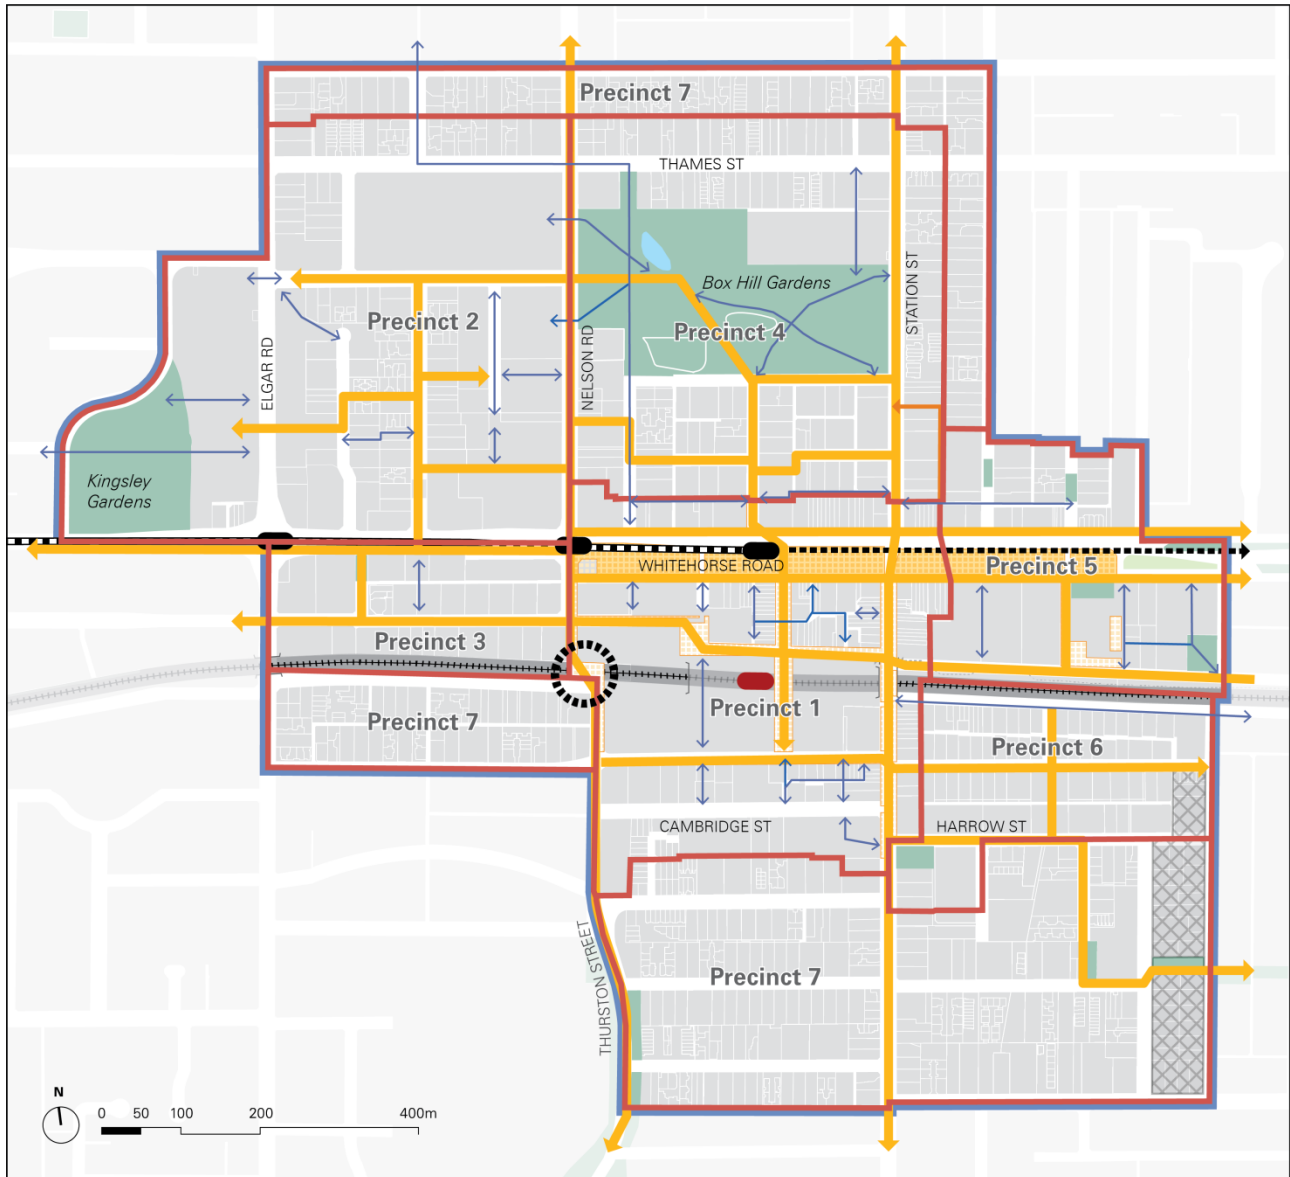 Precinct 7
THAMES ST
Box Hill Gardens
STATION ST
Precinct 2
Precinct 4
NELSON RD
ELGAR RD
Kingsley
Gardens
WHITEHORSE ROAD
Precinct 5
Precinct 3
Precinct 7
Precinct 1
Precinct 6
CAMBRIDGE ST
HARROW ST
THURSTON STREET
Precinct 7
N
0 50 100 200 400m